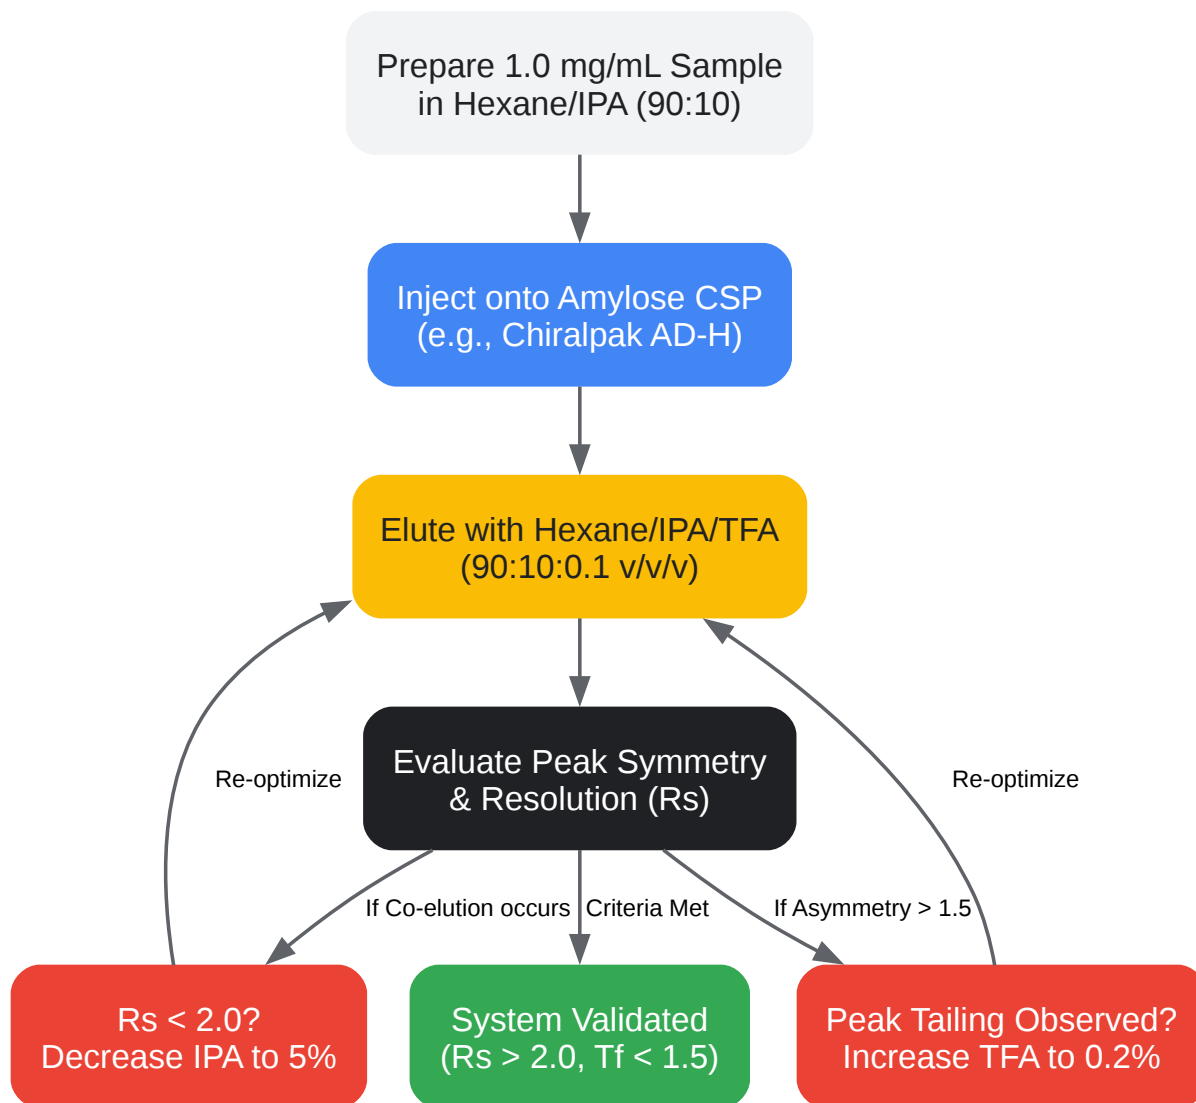 Prepare 1.0 mg/mL Sample
in Hexane/IPA (90:10)
Inject onto Amylose CSP
(e.g., Chiralpak AD-H)
Elute with Hexane/IPA/TFA
(90:10:0.1 v/v/v)
Evaluate Peak Symmetry
& Resolution (Rs)
Re-optimize
Re-optimize
If Co-elution occurs
Criteria Met
If Asymmetry > 1.5
Rs < 2.0?
Decrease IPA to 5%
System Validated
(Rs > 2.0, Tf < 1.5)
Peak Tailing Observed?
Increase TFA to 0.2%